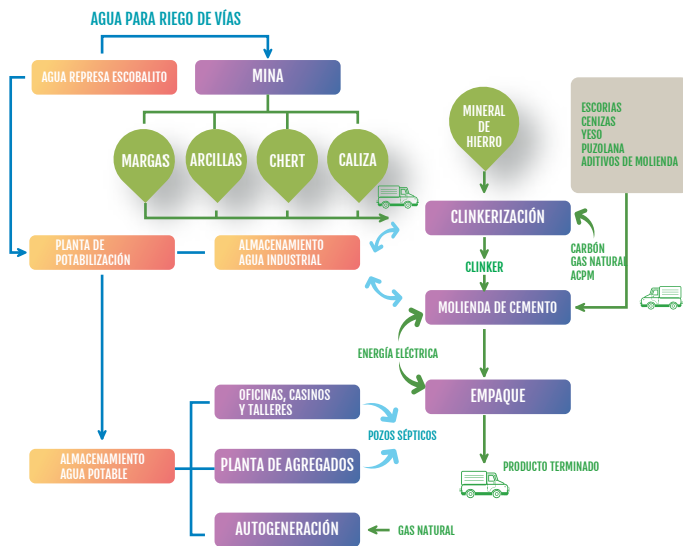 AGUA PARA RIEGO DE VÍAS
AGUA REPRESA ESCOBALITO
MINA
MARGAS
ARCILLAS
CHERT
CALIZA
MINERAL
DE
HIERRO
ESCORIAS
CENIZAS
YESO
PUZOLANA
ADITIVOS DE MOLIENDA
CLINKERIZACIÓN
PLANTA DE
POTABILIZACIÓN
ALMACENAMIENTO
AGUA INDUSTRIAL
CARBÓN
GAS NATURAL
ACPM
CLINKER
MOLIENDA DE CEMENTO
ENERGÍA ELÉCTRICA
EMPAQUE
OFICINAS, CASINOS
Y TALLERES
POZOS SÉPTICOS
ALMACENAMIENTO
AGUA POTABLE
PLANTA DE AGREGADOS
PRODUCTO TERMINADO
AUTOGENERACIÓN
GAS NATURAL